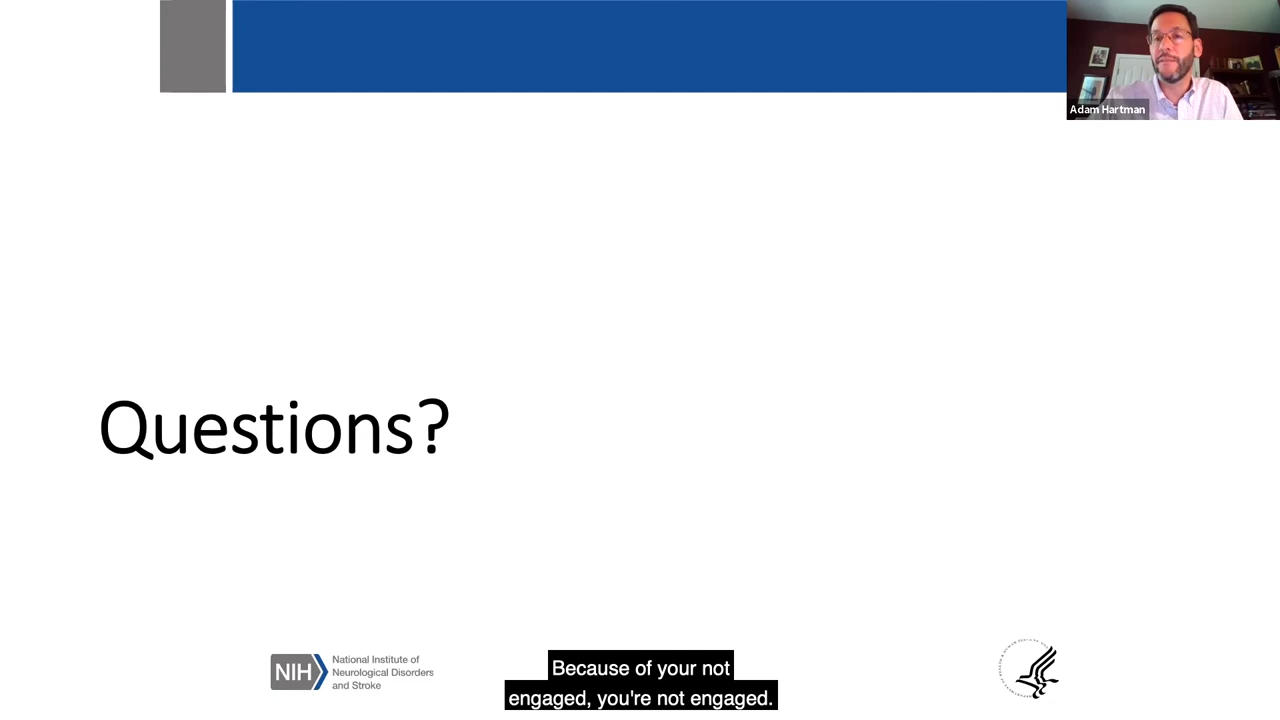 Adam Hartman
Questions?
NIH
National Institute of
Neurological Disorders
and Stroke
Because of your not
engaged, you're not engaged.